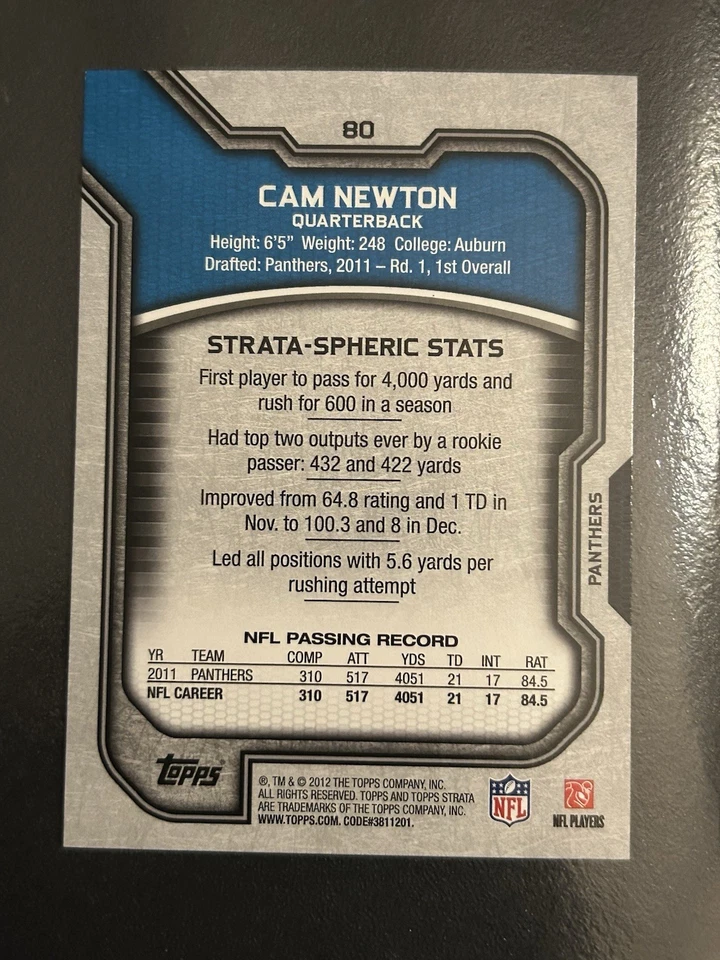 80
CAM NEWTON
QUARTERBACK
Height: 6'5" Weight: 248 College: Auburn
Drafted: Panthers, 2011 – Rd. 1, 1st Overall
STRATA-SPHERIC STATS
First player to pass for 4,000 yards and
rush for 600 in a season
Had top two outputs ever by a rookie
passer: 432 and 422 yards
Improved from 64.8 rating and 1 TD in
Nov. to 100.3 and 8 in Dec.
Led all positions with 5.6 yards per
rushing attempt
PANTHERS
NFL PASSING RECORD
YR TEAM COMP ATT YDS TD INT RAT
2011 PANTHERS 310 517 4051 21 17 84.5
NFL CAREER 310 517 4051 21 17 84.5
topps
®, TM & © 2012 THE TOPPS COMPANY, INC.
ALL RIGHTS RESERVED. TOPPS AND TOPPS STRATA
ARE TRADEMARKS OF THE TOPPS COMPANY, INC.
WWW.TOPPS.COM. CODE#3811201.
NFL
NFL PLAYERS